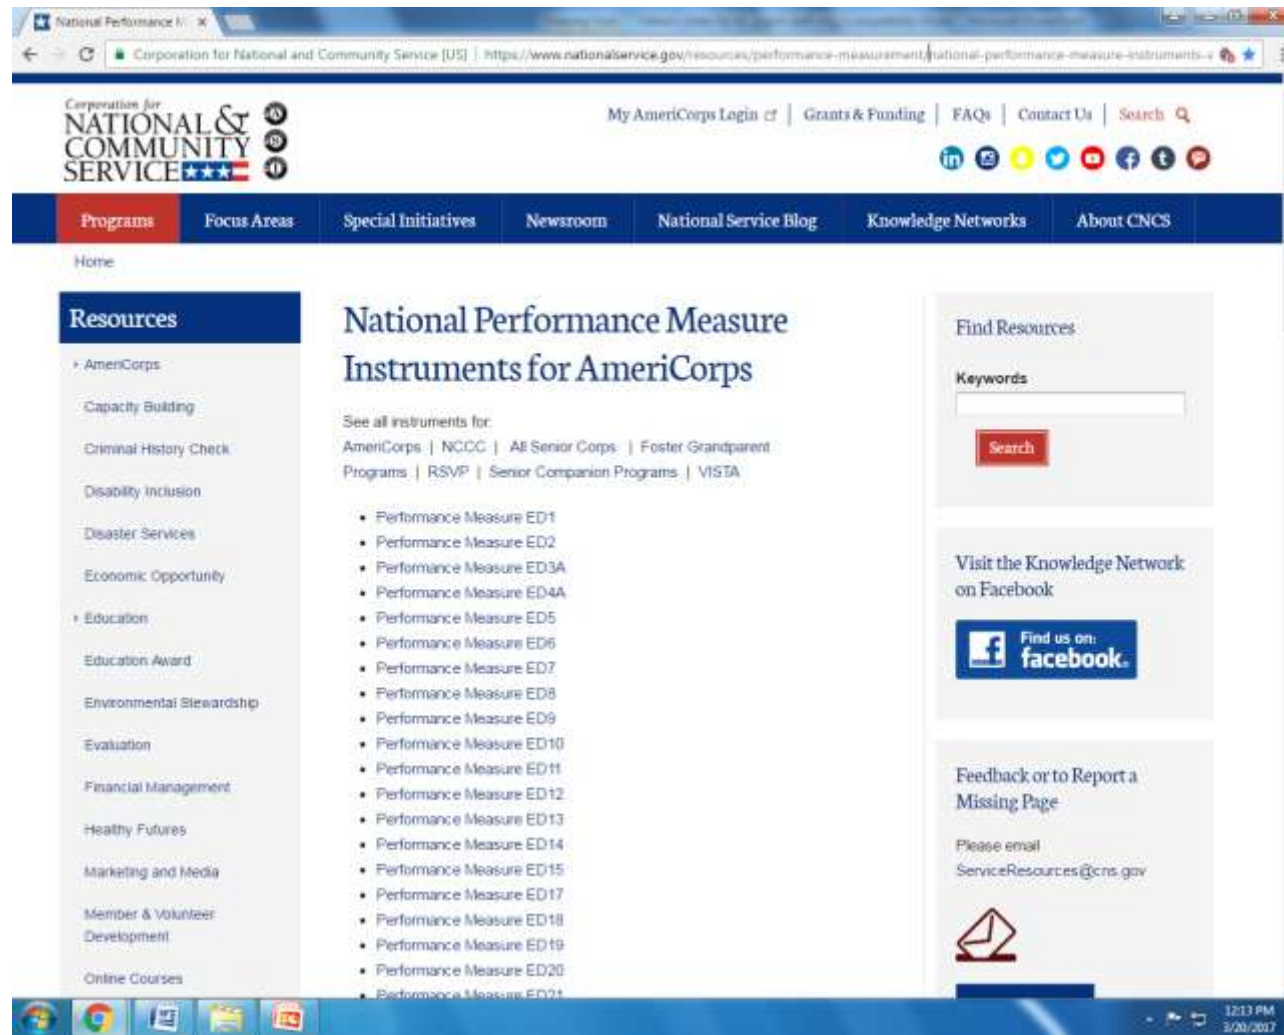 National Performance M
Corporation for National and Community Service [US] | https://www.nationalservice.gov/resources/performance-measurement/national-performance-measure-instruments-a
Corporation for
NATIONAL &
COMMUNITY
SERVICE
My AmeriCorps Login | Grants & Funding | FAQs | Contact Us | Search
Programs Focus Areas Special Initiatives Newsroom National Service Blog Knowledge Networks About CNCS
Home
Resources
AmeriCorps
Capacity Building
Criminal History Check
Disability Inclusion
Disaster Services
Economic Opportunity
Education
Education Award
Environmental Stewardship
Evaluation
Financial Management
Healthy Futures
Marketing and Media
Member & Volunteer
Development
Online Courses
National Performance Measure
Instruments for AmeriCorps
See all instruments for:
AmeriCorps | NCCC | All Senior Corps | Foster Grandparent
Programs | RSVP | Senior Companion Programs | VISTA
• Performance Measure ED1
• Performance Measure ED2
• Performance Measure ED3A
• Performance Measure ED4A
• Performance Measure ED5
• Performance Measure ED6
• Performance Measure ED7
• Performance Measure ED8
• Performance Measure ED9
• Performance Measure ED10
• Performance Measure ED11
• Performance Measure ED12
• Performance Measure ED13
• Performance Measure ED14
• Performance Measure ED15
• Performance Measure ED17
• Performance Measure ED18
• Performance Measure ED19
• Performance Measure ED20
• Performance Measure ED21
Find Resources
Keywords
Search
Visit the Knowledge Network
on Facebook
Find us on:
facebook.
Feedback or to Report a
Missing Page
Please email
ServiceResources@cns.gov
12:13 PM
3/20/2017